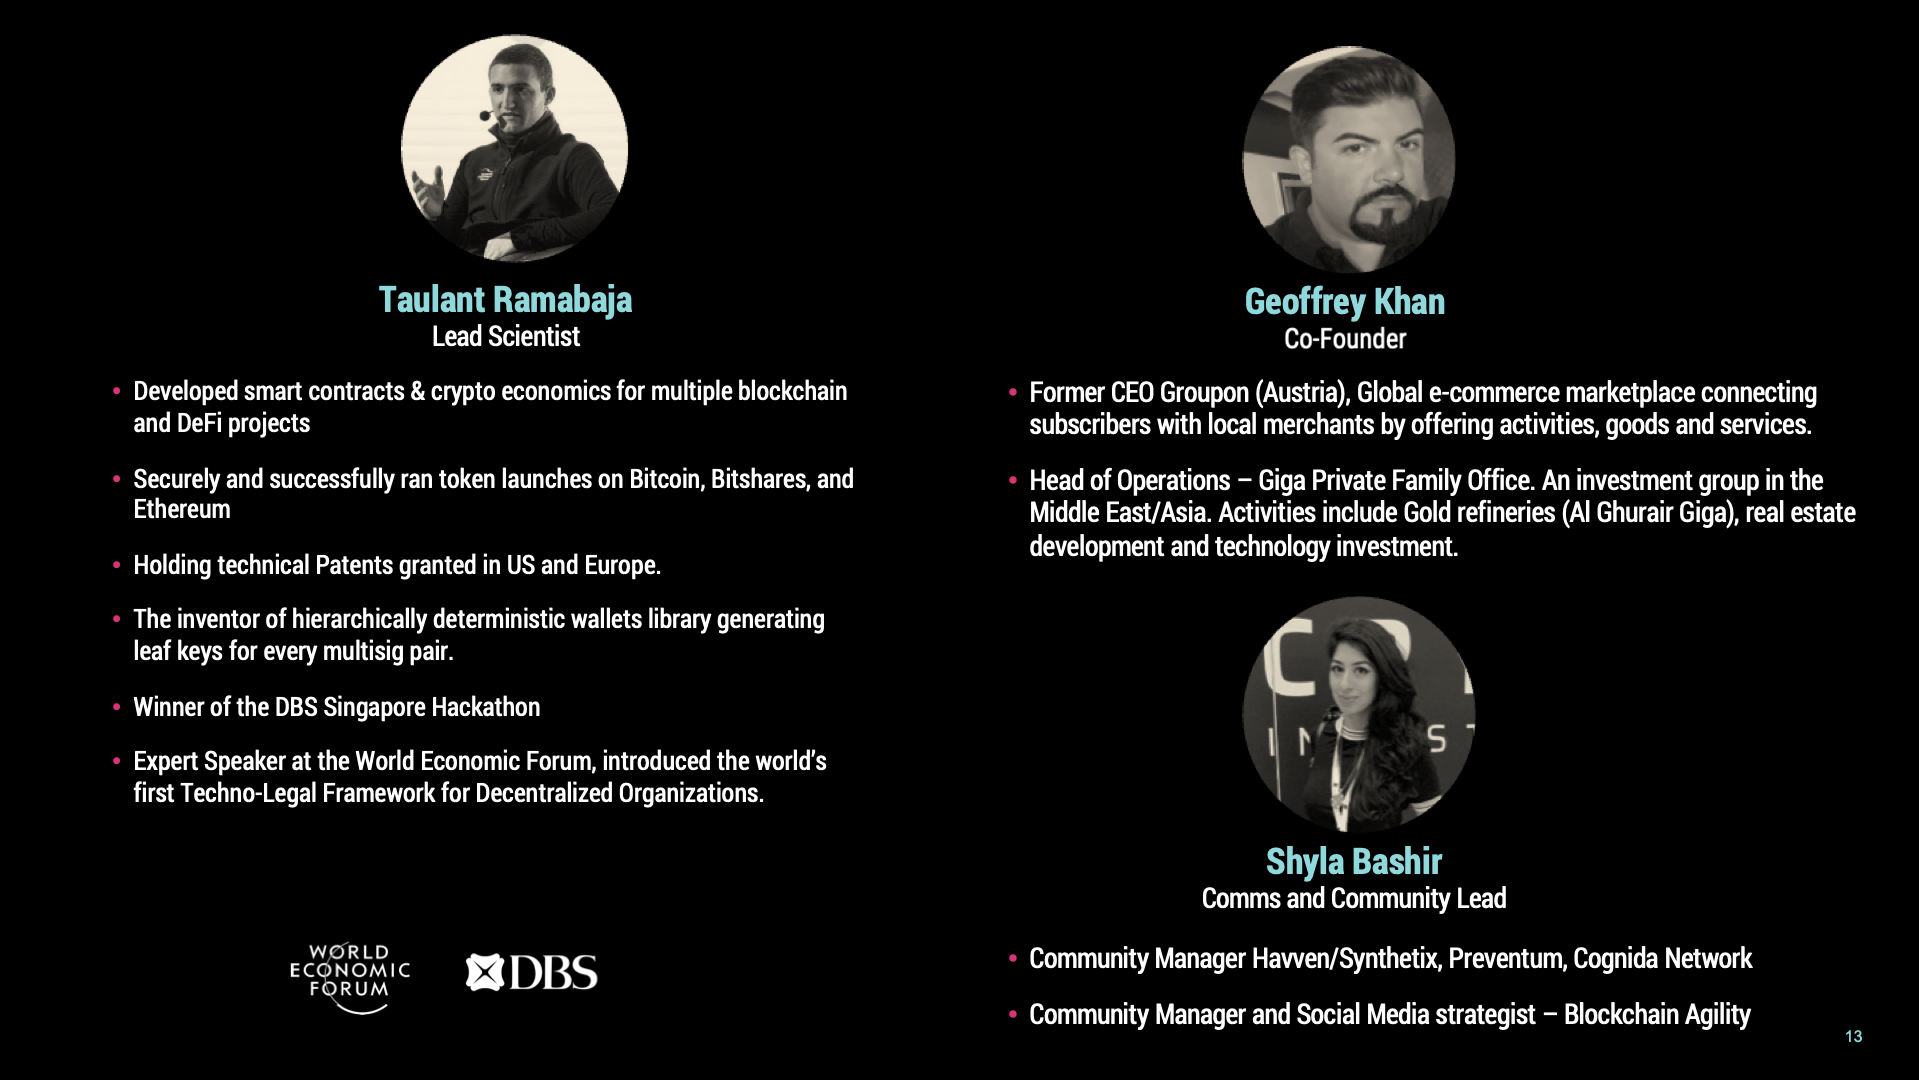 Taulant Ramabaja
Lead Scientist
• Developed smart contracts & crypto economics for multiple blockchain
and DeFi projects
• Securely and successfully ran token launches on Bitcoin, Bitshares, and
Ethereum
• Holding technical Patents granted in US and Europe.
• The inventor of hierarchically deterministic wallets library generating
leaf keys for every multisig pair.
• Winner of the DBS Singapore Hackathon
• Expert Speaker at the World Economic Forum, introduced the world’s
first Techno-Legal Framework for Decentralized Organizations.
WORLD
ECONOMIC
FORUM
DBS
Geoffrey Khan
Co-Founder
• Former CEO Groupon (Austria), Global e-commerce marketplace connecting
subscribers with local merchants by offering activities, goods and services.
• Head of Operations – Giga Private Family Office. An investment group in the
Middle East/Asia. Activities include Gold refineries (Al Ghurair Giga), real estate
development and technology investment.
Shyla Bashir
Comms and Community Lead
• Community Manager Havven/Synthetix, Preventum, Cognida Network
• Community Manager and Social Media strategist – Blockchain Agility
13